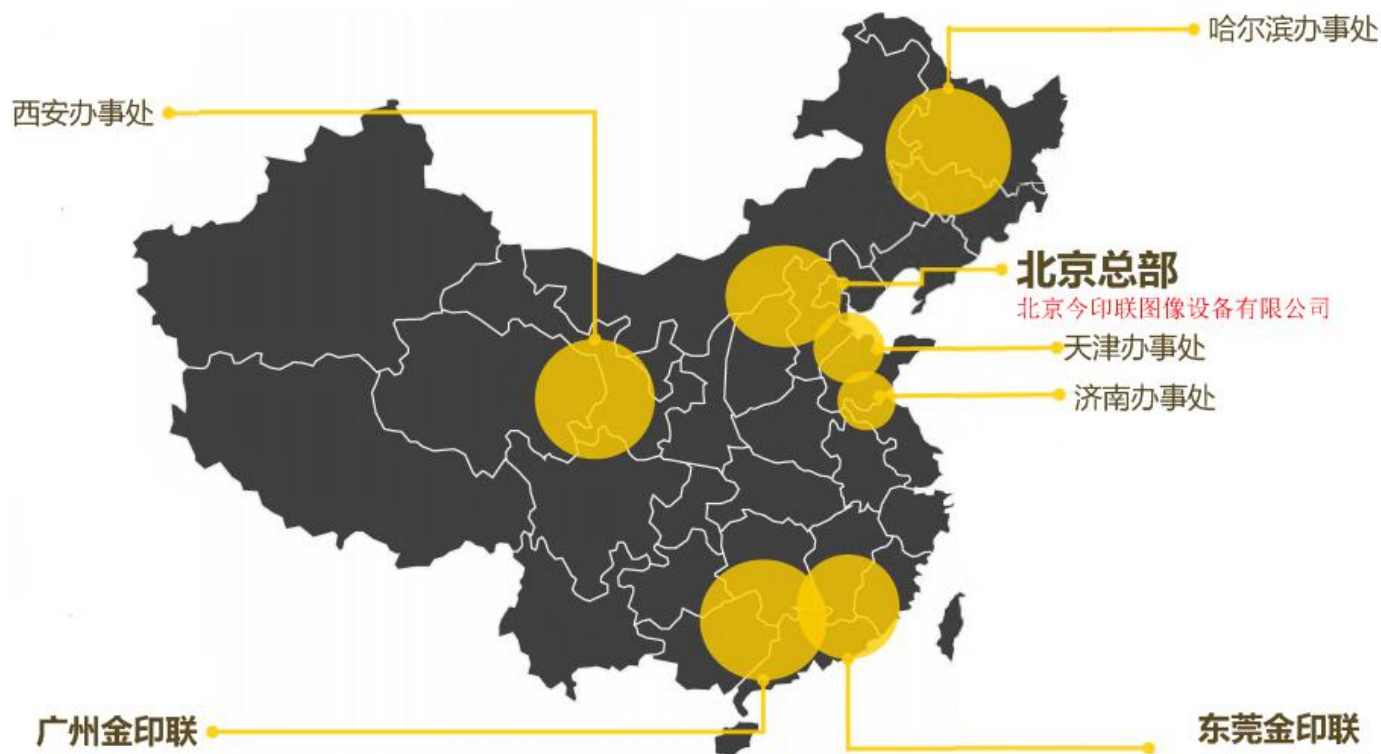 哈尔滨办事处
西安办事处
北京总部
北京今印联图像设备有限公司
天津办事处
济南办事处
广州金印联
东莞金印联